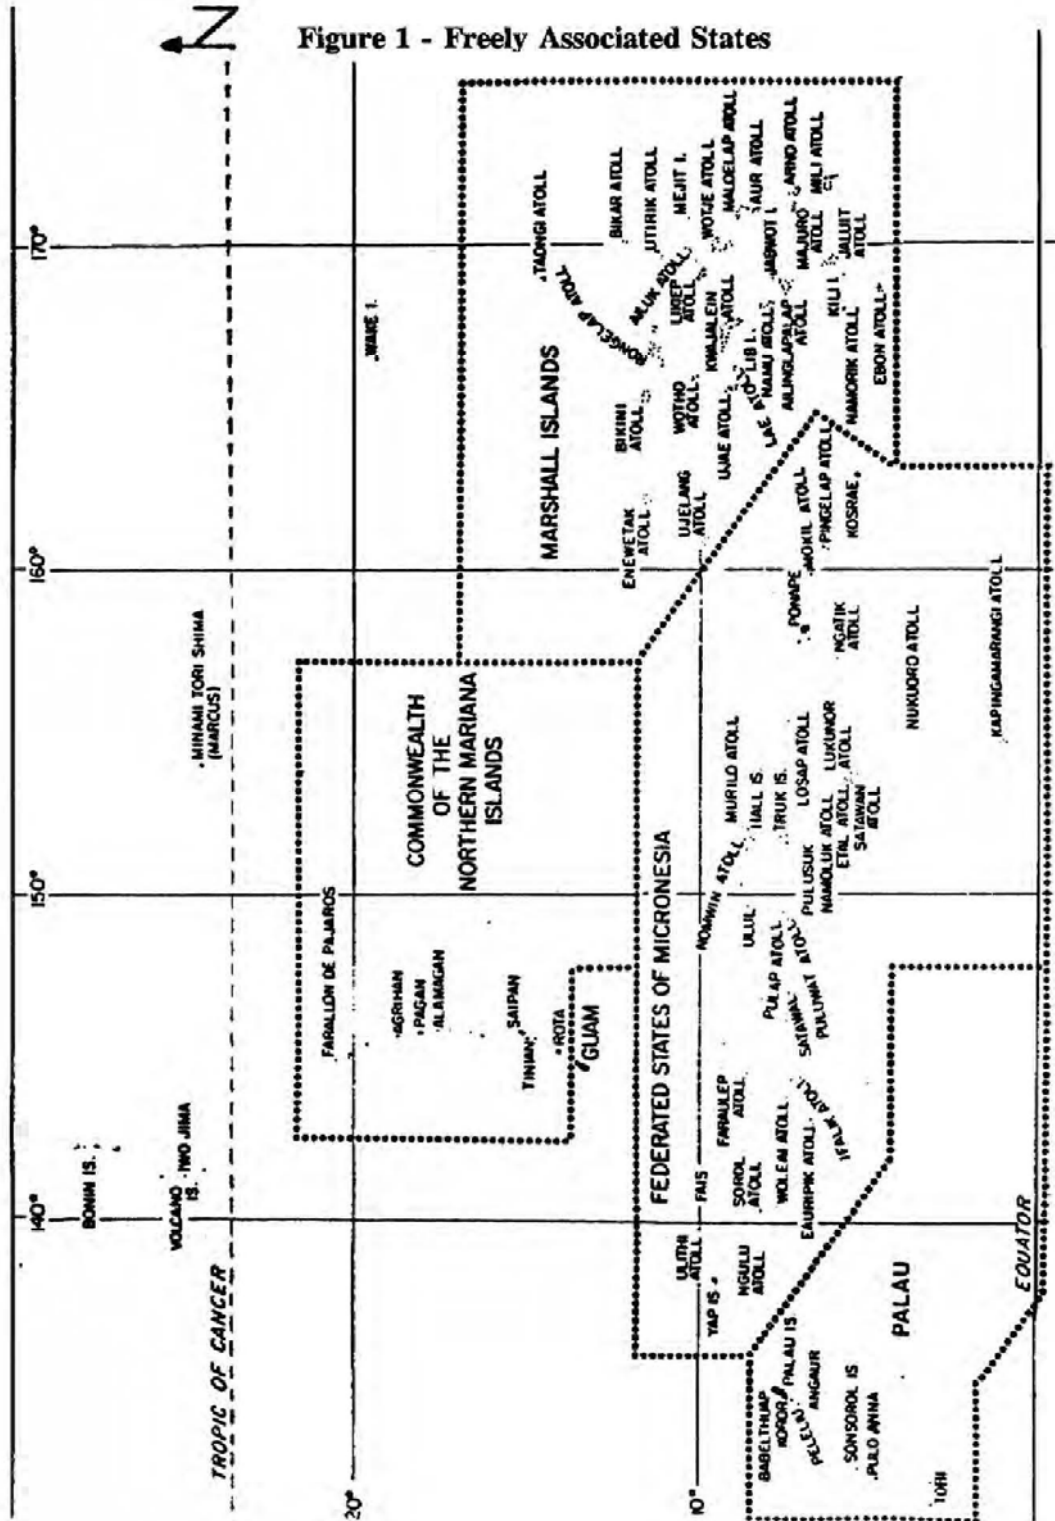 Figure 1 - Freely Associated States
N
140°
150°
160°
170°
BONIN IS.
VOLCANO
IS.
IWO JIMA
.MINAMI TORI SHIMA
(MARCUS)
TROPIC OF CANCER
20°
.WAKE I.
FARALLON DE PAJAROS
COMMONWEALTH
OF THE
NORTHERN MARIANA
ISLANDS
AGRIHAN
PAGAN
ALAMAGAN
SAIPAN
TINIAN
ROTA
GUAM
MARSHALL ISLANDS
TAONGI ATOLL
BIKAR ATOLL
UTIRIK ATOLL
MEJIT I.
RONGELAP ATOLL
AILUK ATOLL
BIKINI
ATOLL
ENEWETAK
ATOLL
WOTHO
ATOLL
LIKIEP
ATOLL
WOTJE ATOLL
MALOELAP ATOLL
UJELANG
ATOLL
UJAE ATOLL
KWAJALEIN
ATOLL
LAE ATOLL
LIB I.
NAMU ATOLL
JABWOT I.
AUR ATOLL
AILINGLAPALAP
ATOLL
MAJURO
ATOLL
ARNO ATOLL
MILI ATOLL
JALUIT
ATOLL
KILI I.
NAMORIK ATOLL
EBON ATOLL
10°
FEDERATED STATES OF MICRONESIA
ULITHI
ATOLL
FAIS
YAP IS
NGULU
ATOLL
SOROL
ATOLL
FARAULEP
ATOLL
WOLEAI ATOLL
EAURIPIK ATOLL
IFALIK ATOLL
SATAWAL
PULAP ATOLL
PULUWAT ATOLL
ULUL
PULUSUK
NOMWIN ATOLL
MURILO ATOLL
HALL IS.
TRUK IS.
LOSAP ATOLL
NAMOLUK ATOLL
ETAL ATOLL
LUKUNOR
ATOLL
SATAWAN
ATOLL
PONAPE
MOKIL ATOLL
PINGELAP ATOLL
KOSRAE
NGATIK
ATOLL
NUKUORO ATOLL
KAPINGAMARANGI ATOLL
BABELTHUAP
KOROR
PALAU IS
PELELIU
ANGAUR
SONSOROL IS
PULO ANNA
TOBI
PALAU
EQUATOR